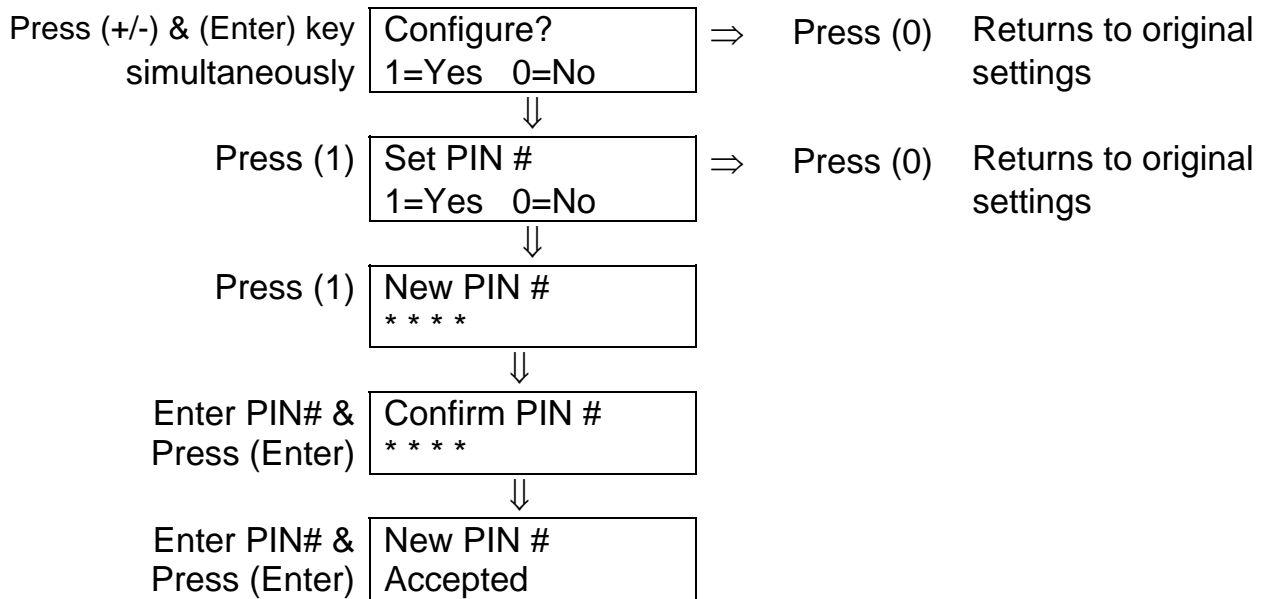 Press (+/-) & (Enter) key Configure? ⇒ Press (0) Returns to original
simultaneously 1=Yes 0=No settings
⇓
Press (1) Set PIN # ⇒ Press (0) Returns to original
1=Yes 0=No settings
⇓
Press (1) New PIN #
* * * *
⇓
Enter PIN# & Confirm PIN #
Press (Enter) * * * *
⇓
Enter PIN# & New PIN #
Press (Enter) Accepted